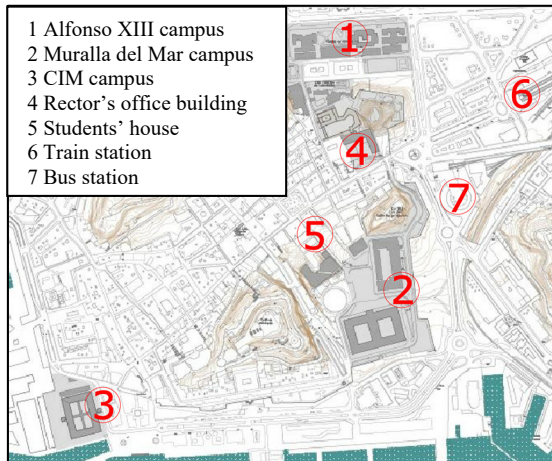 1 Alfonso XIII campus
2 Muralla del Mar campus
3 CIM campus
4 Rector's office building
5 Students' house
6 Train station
7 Bus station
1
6
4
7
5
2
3